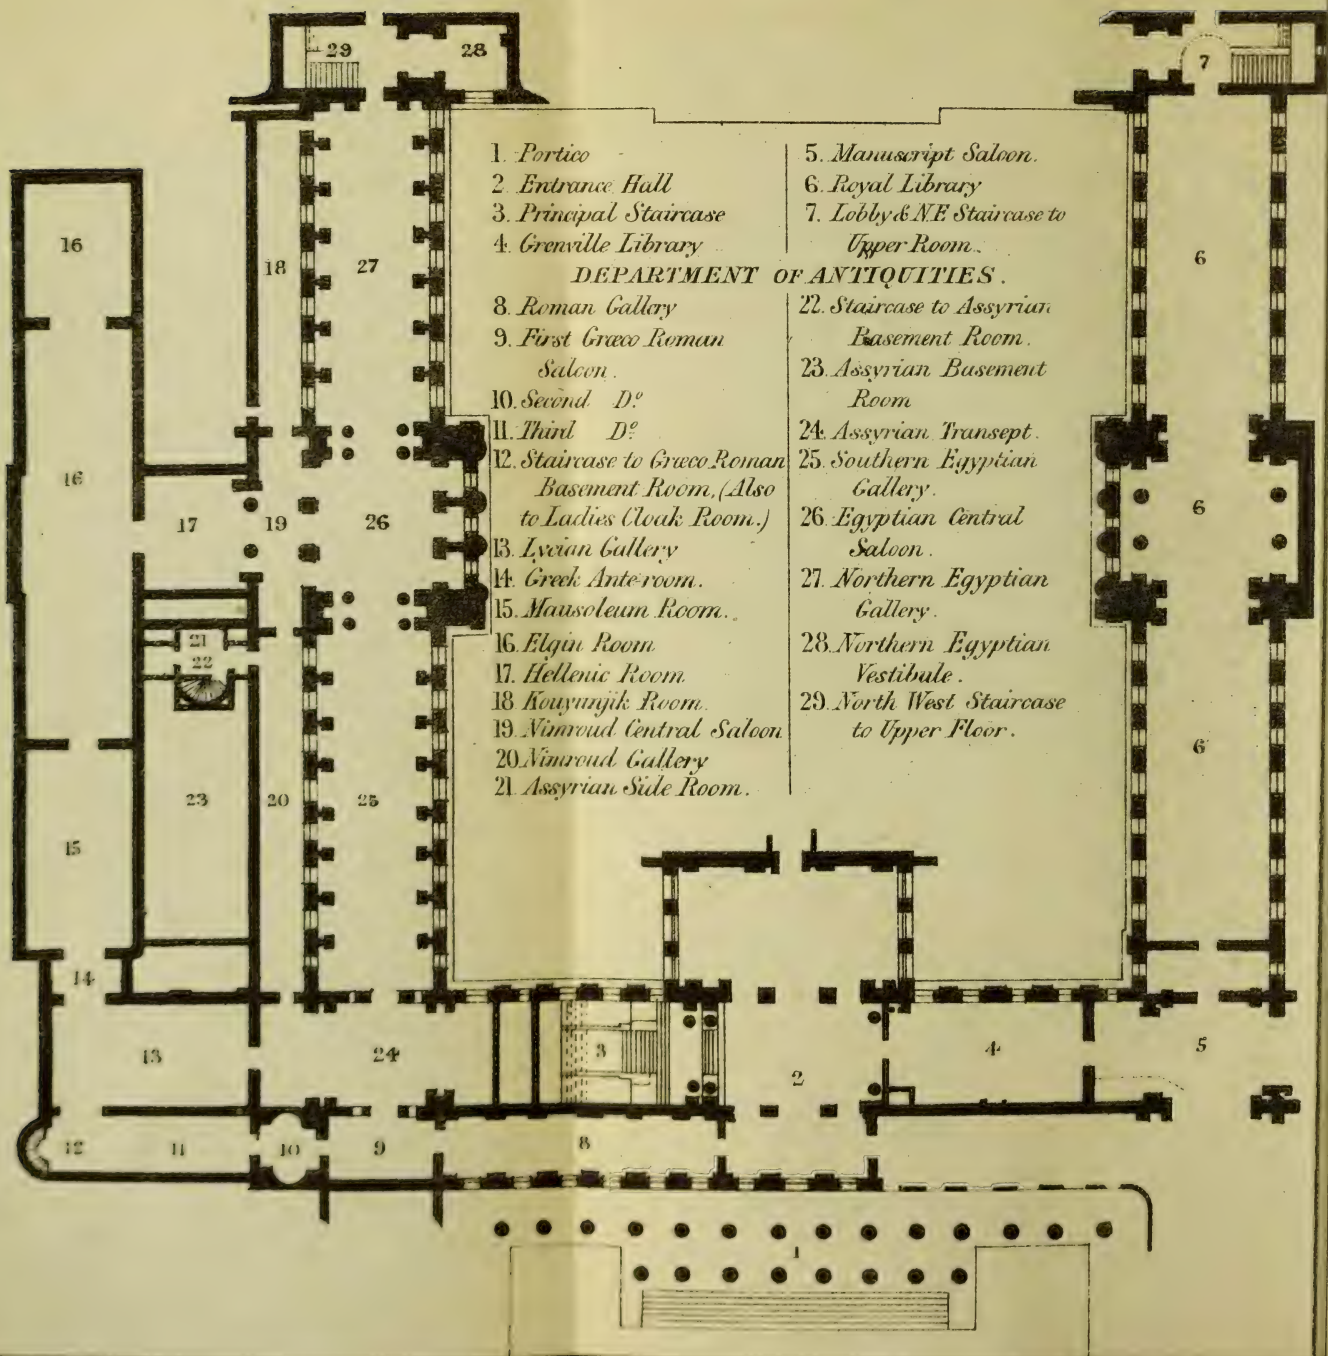 29
28
7
1. Portico
2. Entrance Hall
3. Principal Staircase
4. Grenville Library
5. Manuscript Saloon.
6. Royal Library
7. Lobby & N.E Staircase to
Upper Room.
DEPARTMENT OF ANTIQUITIES.
8. Roman Gallery
9. First Græco Roman
Saloon.
10. Second Dº
11. Third Dº
12. Staircase to Græco Roman
Basement Room, (Also
to Ladies Cloak Room.)
13. Lycian Gallery
14. Greek Ante-room.
15. Mausoleum Room.
16. Elgin Room
17. Hellenic Room
18 Kouyunjik Room.
19. Nimroud Central Saloon
20. Nimroud Gallery
21. Assyrian Side Room.
22. Staircase to Assyrian
Basement Room.
23. Assyrian Basement
Room
24. Assyrian Transept.
25. Southern Egyptian
Gallery.
26. Egyptian Central
Saloon.
27. Northern Egyptian
Gallery.
28. Northern Egyptian
Vestibule.
29. North West Staircase
to Upper Floor.
16
18
27
6
16
17
19
26
6
21
22
6
15
23
20
25
14
13
24
3
2
4
5
12
11
10
9
8
1